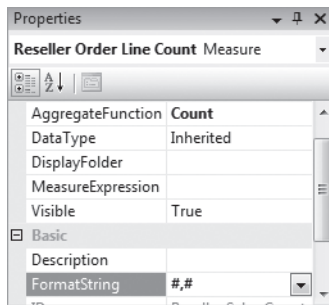 Properties
Reseller Order Line Count Measure
AggregateFunction Count
DataType Inherited
DisplayFolder
MeasureExpression
Visible True
Basic
Description
FormatString #,#